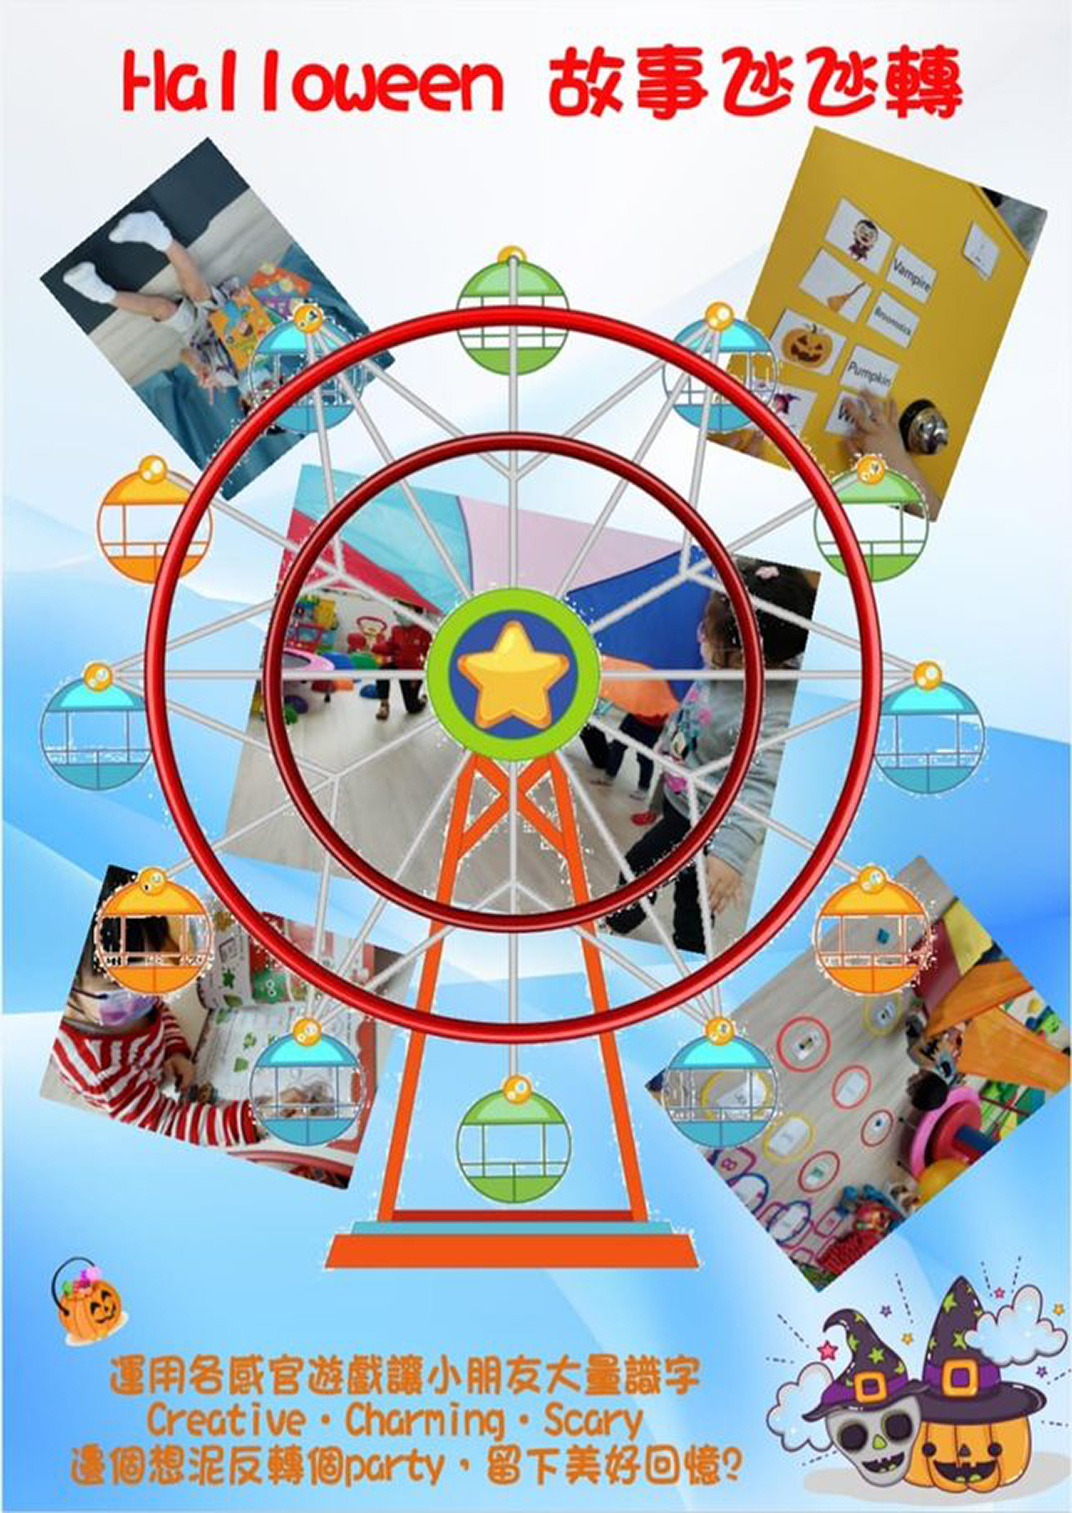 Halloween 故事氹氹轉
Vampire
Broomstick
Pumpkin
運用各感官遊戲讓小朋友大量識字
Creative・Charming・Scary
邊個想泥反轉個party，留下美好回憶?